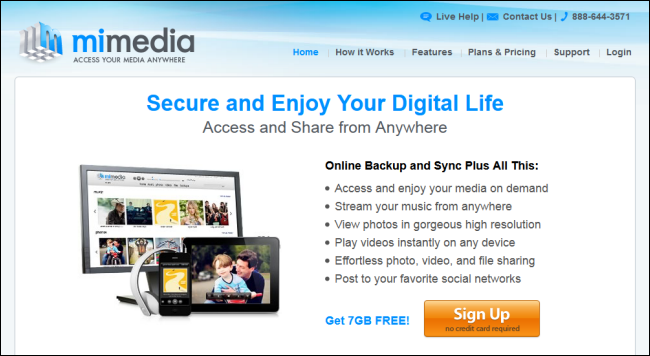 Live Help | Contact Us | 888-644-3571
mimedia
ACCESS YOUR MEDIA ANYWHERE
Home | How it Works | Features | Plans & Pricing | Support | Login
Secure and Enjoy Your Digital Life
Access and Share from Anywhere
mimedia
music
photos
Online Backup and Sync Plus All This:
• Access and enjoy your media on demand
• Stream your music from anywhere
• View photos in gorgeous high resolution
• Play videos instantly on any device
• Effortless photo, video, and file sharing
• Post to your favorite social networks
Get 7GB FREE!
Sign Up
no credit card required